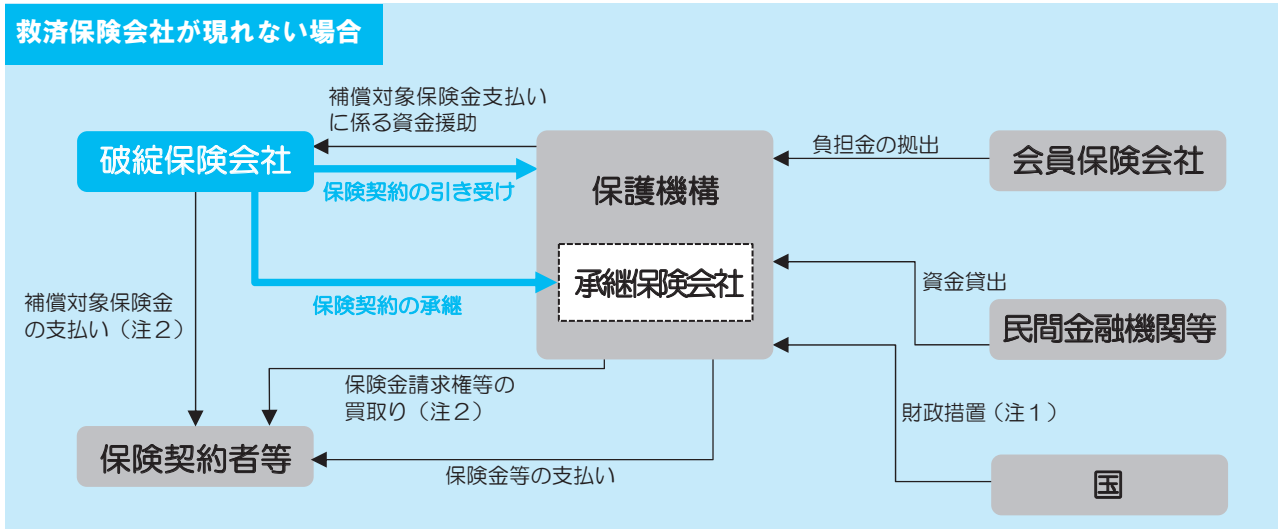 救済保険会社が現れない場合
補償対象保険金支払い
に係る資金援助
破綻保険会社
保険契約の引き受け
保護機構
負担金の拠出
会員保険会社
承継保険会社
保険契約の承継
資金貸出
民間金融機関等
補償対象保険金
の支払い（注２）
保険金請求権等の
買取り（注２）
財政措置（注１）
保険契約者等
保険金等の支払い
国